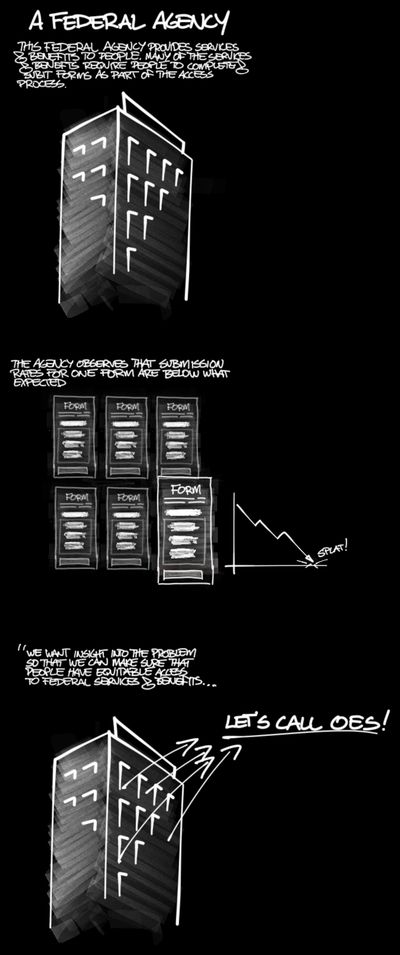 A FEDERAL AGENCY
THIS FEDERAL AGENCY PROVIDES SERVICES
& BENEFITS TO PEOPLE. MANY OF THE SERVICES
& BENEFITS REQUIRE PEOPLE TO COMPLETE &
SUBIT FORMS AS PART OF THE ACCESS
PROCESS.
THE AGENCY OBSERVES THAT SUBMISSION
RATES FOR ONE FORM ARE BELOW WHAT
EXPECTED
FORM FORM FORM
FORM FORM FORM
SPLAT!
"WE WANT INSIGHT INTO THE PROBLEM
SO THAT WE CAN MAKE SURE THAT
PEOPLE HAVE EQUITABLE ACCESS
TO FEDERAL SERVICES & BENEFITS...
LET'S CALL OES!